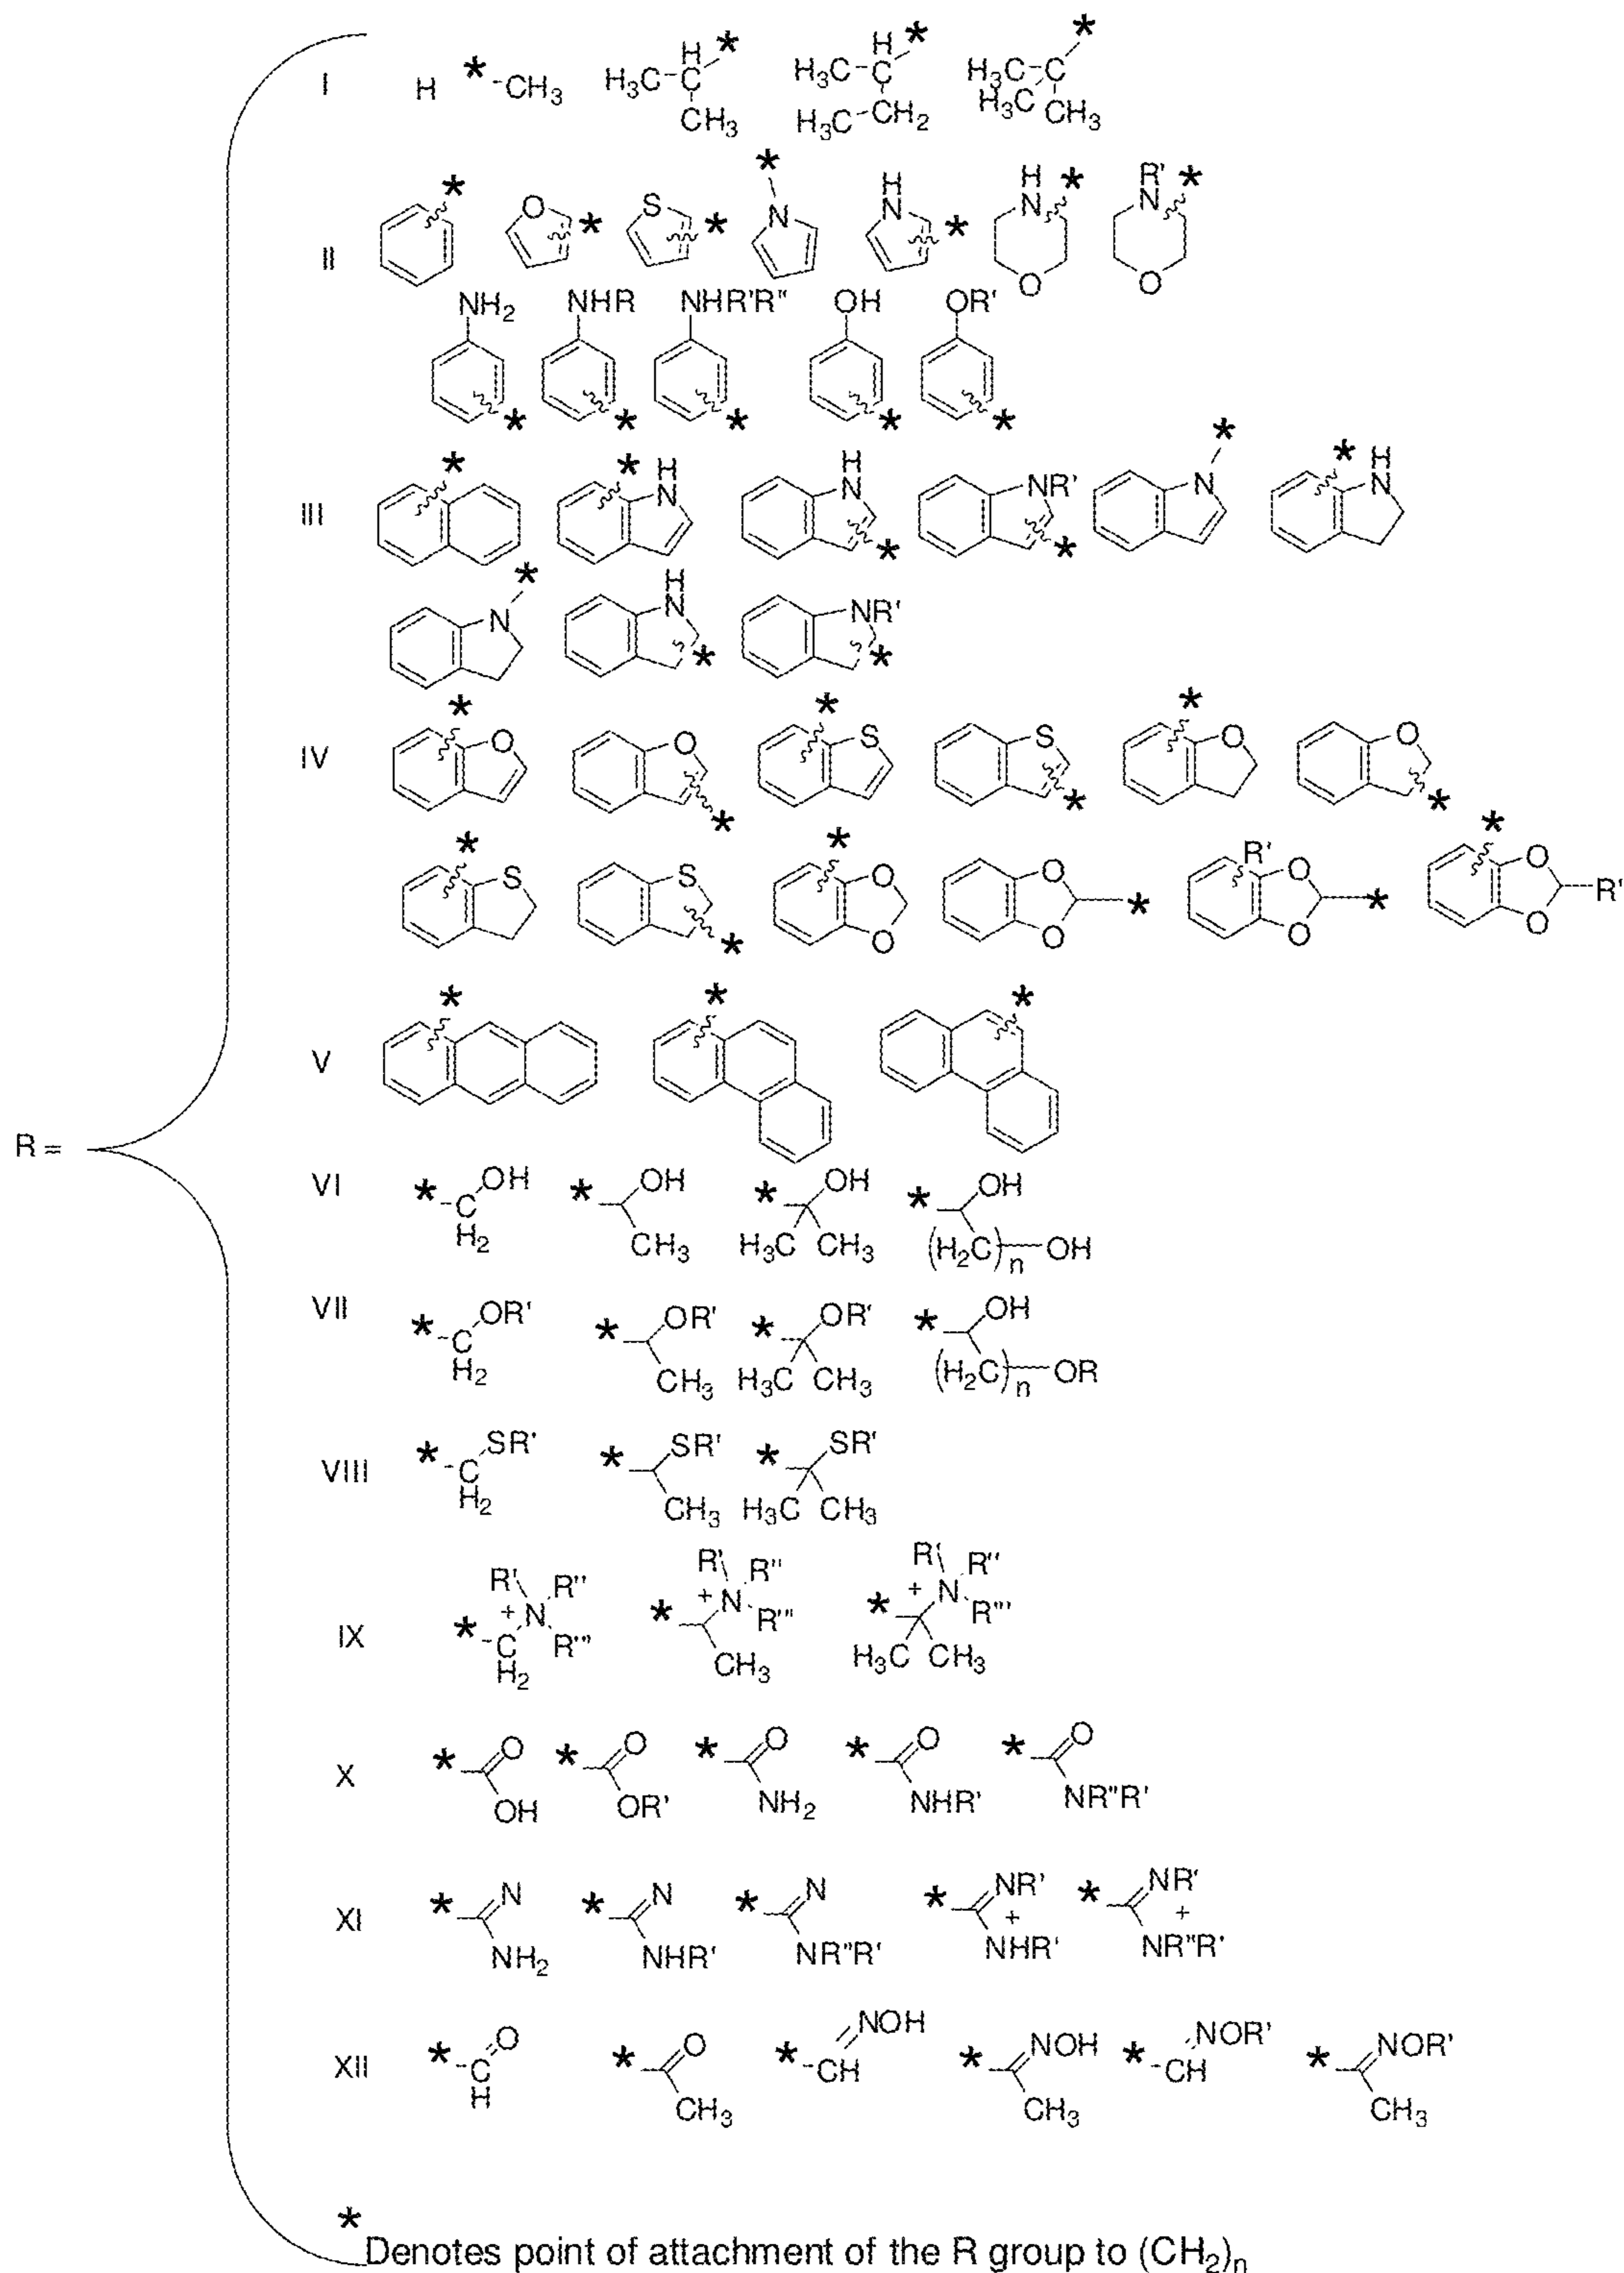 I H *-CH3 H3C-C H * CH3 H3C-C H * H3C-CH2 H3C C * H3C CH3
II * O * S * * N H N * H N * O R' N * O
NH2 * NHR * NHR'R" * OH * OR' *
III * * H N H N * NR' * * N * H N
* N H N * NR' *
IV * O O * * S S * * O O *
* S S * * O O O O * R' O O * * O O R'
V * * *
R =
VI * C H2 OH * OH CH3 * OH H3C CH3 * OH (H2C)n OH
VII * C H2 OR' * OR' CH3 * OR' H3C CH3 * OH (H2C)n OR
VIII * C H2 SR' * SR' CH3 * SR' H3C CH3
IX * C H2 + N R' R" R"' * + N R' R" R"' CH3 * + N R' R" R"' H3C CH3
X * O OH * O OR' * O NH2 * O NHR' * O NR"R'
XI * N NH2 * N NHR' * N NR"R' * NR' + NHR' * NR' + NR"R'
XII * C H O * O CH3 * CH NOH * NOH CH3 * CH NOR' * NOR' CH3
* Denotes point of attachment of the R group to (CH2)n